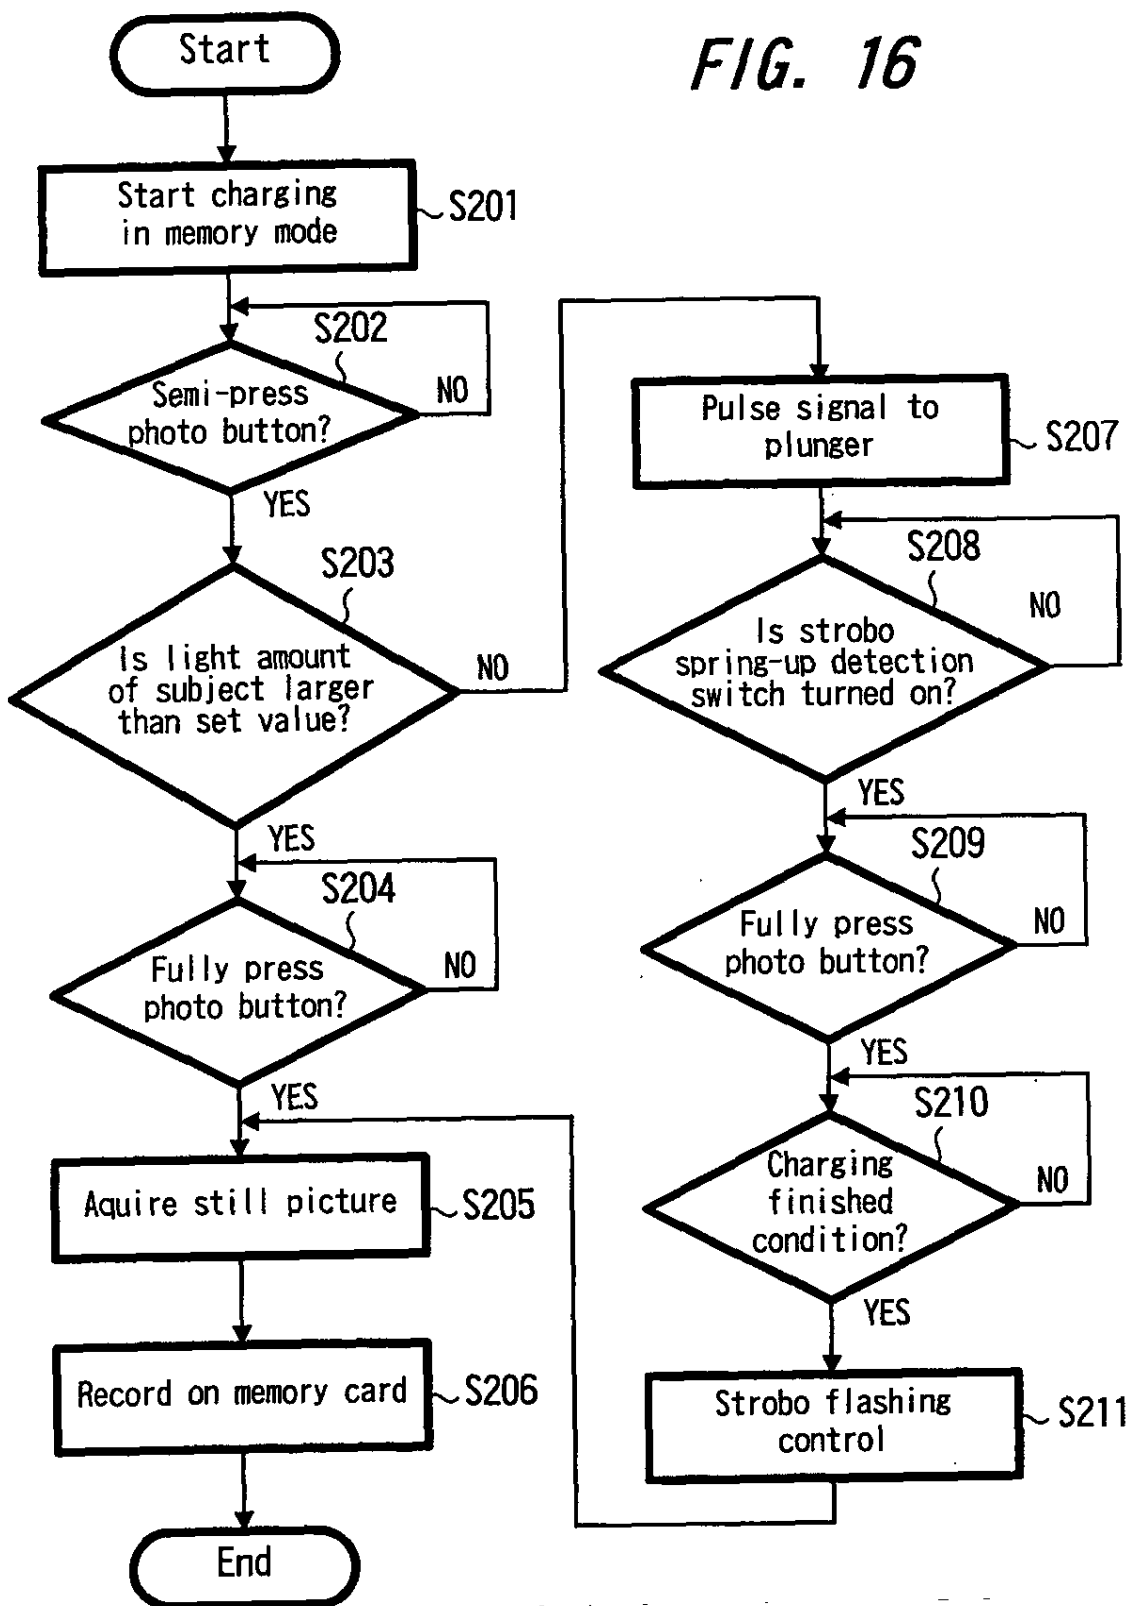 FIG. 16
Start
Start charging
in memory mode
S201
S202
Semi-press
photo button?
NO
YES
S203
Is light amount
of subject larger
than set value?
NO
YES
S204
Fully press
photo button?
NO
YES
Aquire still picture
S205
Record on memory card
S206
End
Pulse signal to
plunger
S207
S208
Is strobo
spring-up detection
switch turned on?
NO
YES
S209
Fully press
photo button?
NO
YES
S210
Charging
finished
condition?
NO
YES
Strobo flashing
control
S211